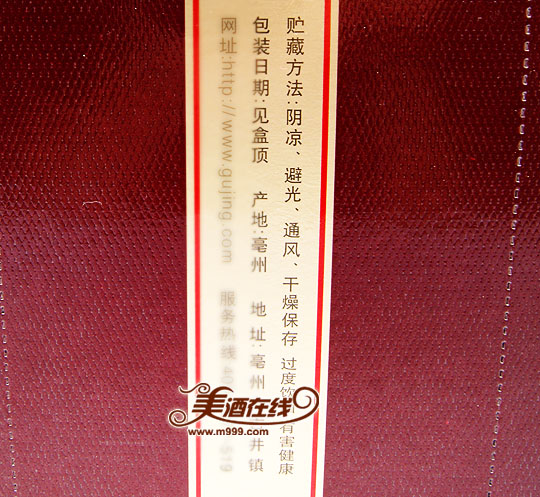 贮藏方法:阴凉、避光、通风、干燥保存 过度饮 有害健康
包装日期:见盒顶 产地:亳州 地址:亳州 井镇
网址:http://www.gujing.com 服务热线 519
美酒在线
www.m999.com